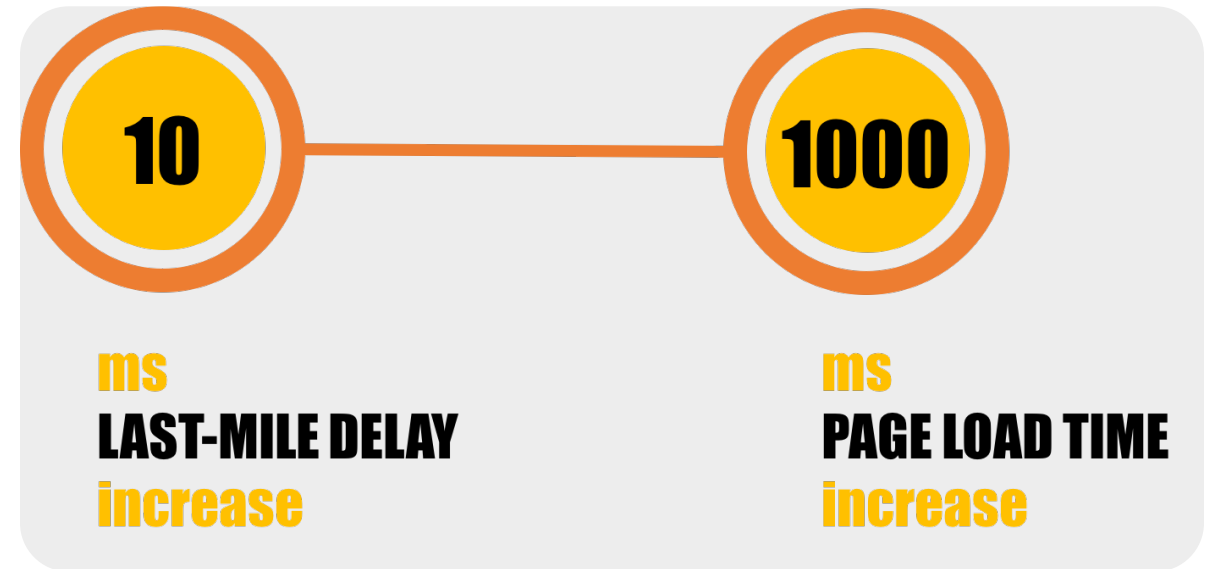 10
1000
ms
LAST-MILE DELAY
increase
ms
PAGE LOAD TIME
increase